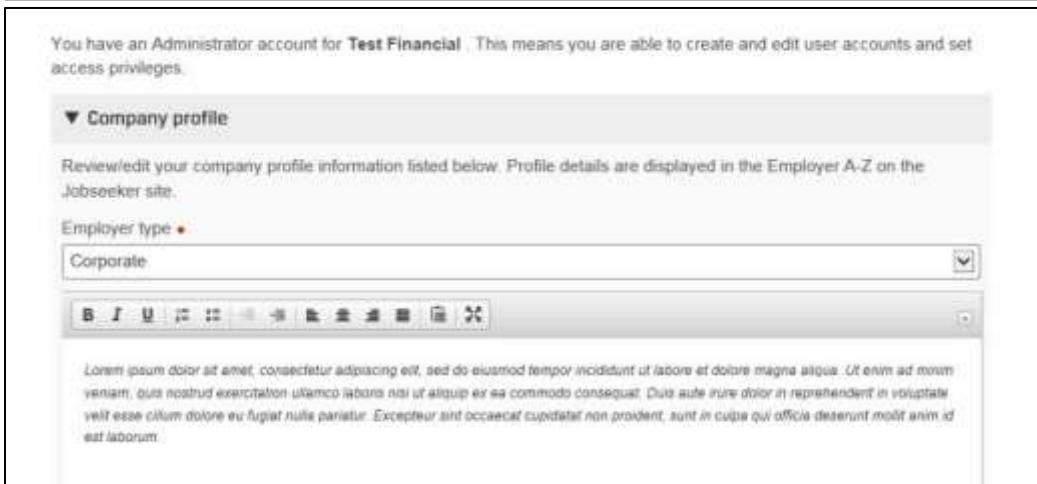 You have an Administrator account for Test Financial . This means you are able to create and edit user accounts and set
access privileges.
▼ Company profile
Review/edit your company profile information listed below. Profile details are displayed in the Employer A-Z on the
Jobseeker site.
Employer type •
Corporate
B I U
Lorem ipsum dolor sit amet, consectetur adipiscing elit, sed do eiusmod tempor incididunt ut labore et dolore magna aliqua. Ut enim ad minim
veniam, quis nostrud exercitation ullamco laboris nisi ut aliquip ex ea commodo consequat. Duis aute irure dolor in reprehenderit in voluptate
velit esse cillum dolore eu fugiat nulla pariatur. Excepteur sint occaecat cupidatat non proident, sunt in culpa qui officia deserunt mollit anim id
est laborum.